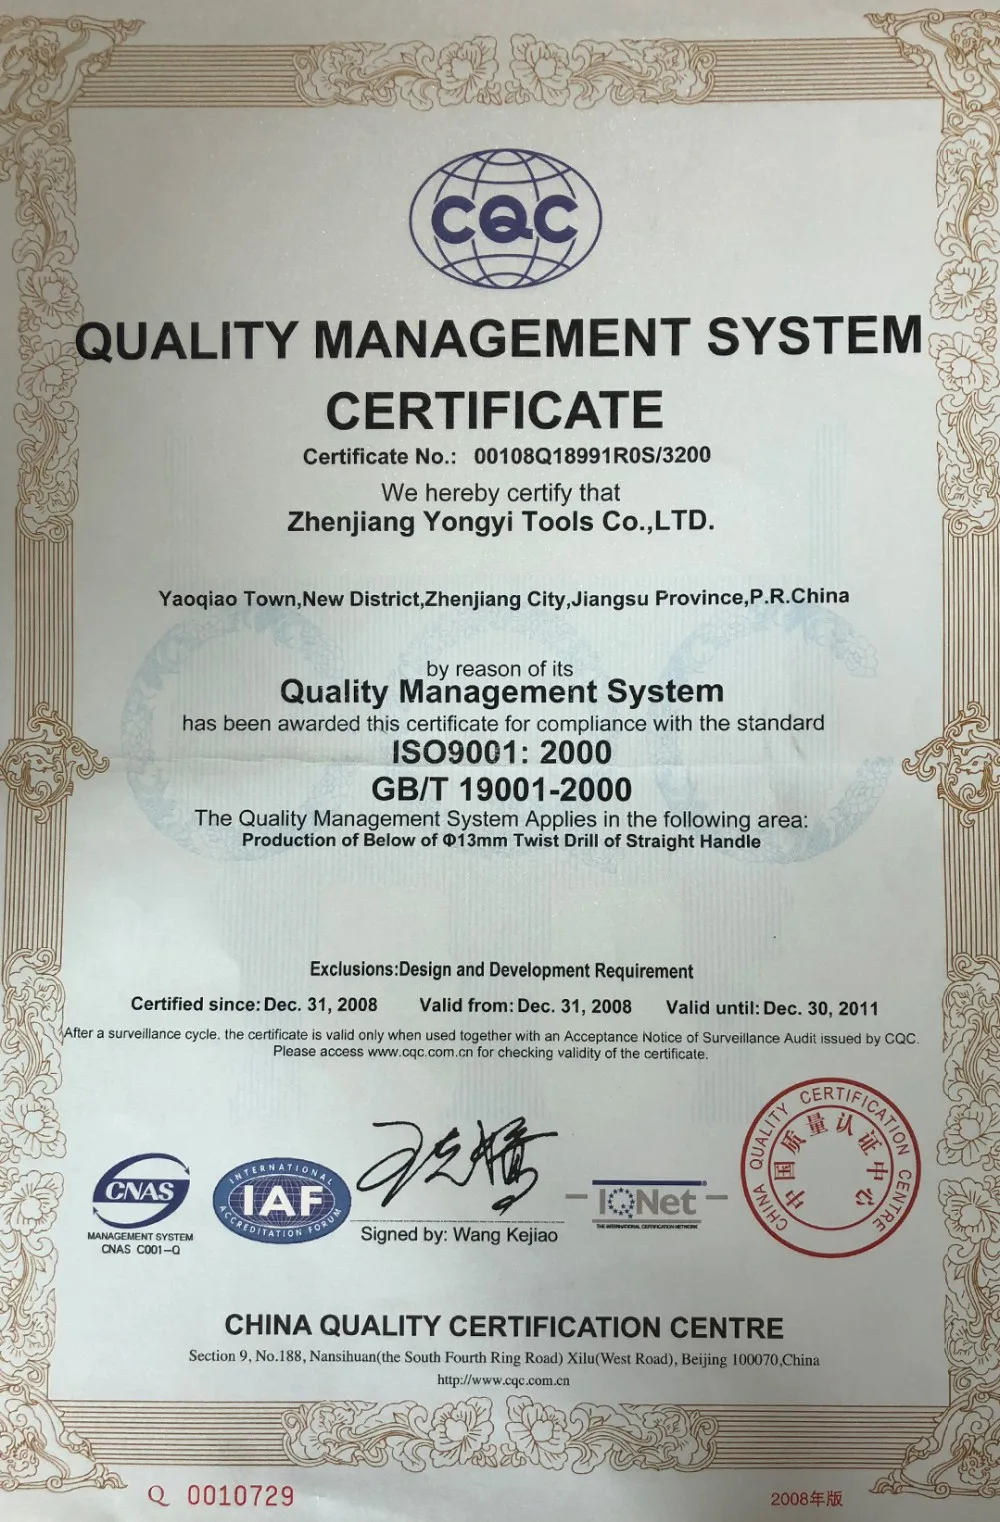 CQC
QUALITY MANAGEMENT SYSTEM
CERTIFICATE
Certificate No.: 00108Q18991R0S/3200
We hereby certify that
Zhenjiang Yongyi Tools Co.,LTD.
Yaoqiao Town,New District,Zhenjiang City,Jiangsu Province,P.R.China
by reason of its
Quality Management System
has been awarded this certificate for compliance with the standard
ISO9001: 2000
GB/T 19001-2000
The Quality Management System Applies in the following area:
Production of Below of Φ13mm Twist Drill of Straight Handle
Exclusions:Design and Development Requirement
Certified since: Dec. 31, 2008 Valid from: Dec. 31, 2008 Valid until: Dec. 30, 2011
After a surveillance cycle. the certificate is valid only when used together with an Acceptance Notice of Surveillance Audit issued by CQC.
Please access www.cqc.com.cn for checking validity of the certificate.
CNAS
MANAGEMENT SYSTEM
CNAS C001-Q
INTERNATIONAL
IAF
ACCREDITATION FORUM
Signed by: Wang Kejiao
IQNet
THE INTERNATIONAL CERTIFICATION NETWORK
CHINA QUALITY CERTIFICATION CENTRE
中国质量认证中心
CHINA QUALITY CERTIFICATION CENTRE
Section 9, No.188, Nansihuan(the South Fourth Ring Road) Xilu(West Road), Beijing 100070,China
http://www.cqc.com.cn
Q 0010729
2008年版